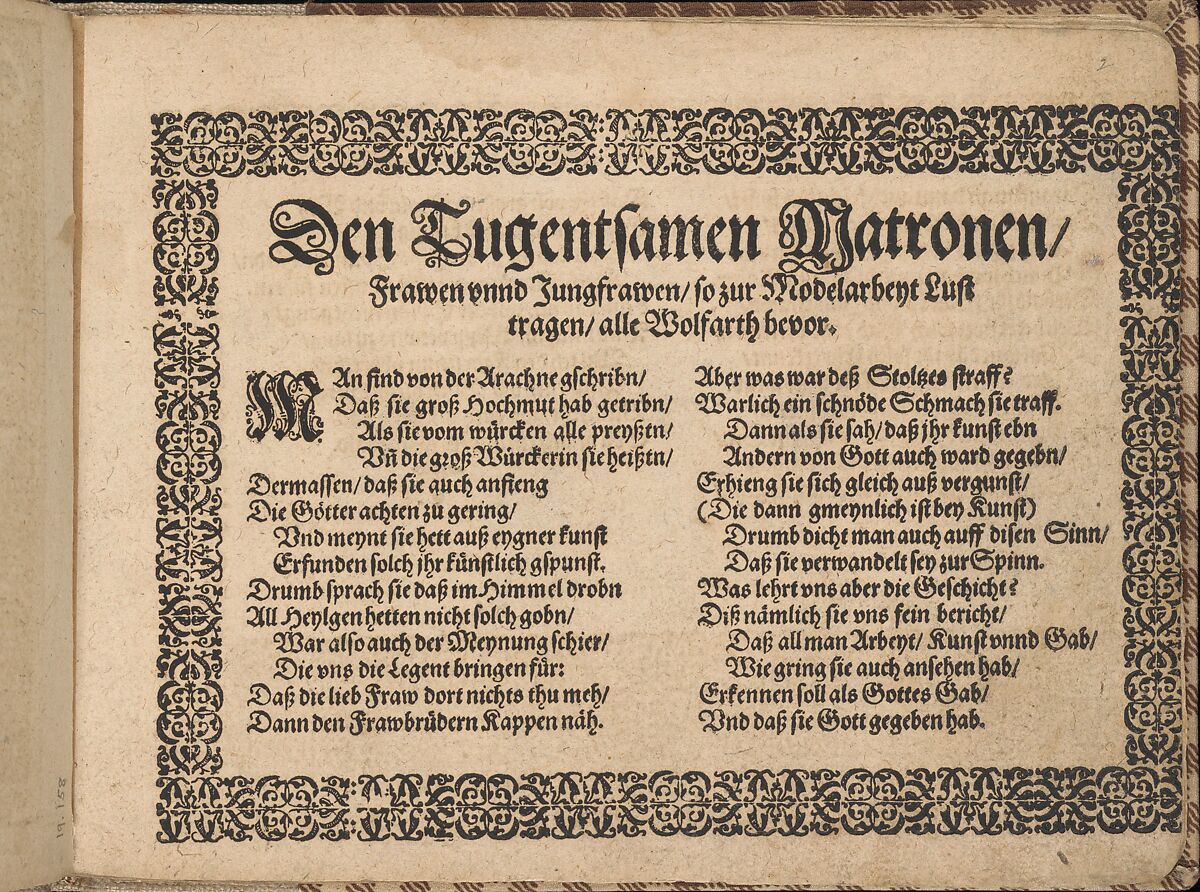 2
Den Tugentsamen Matronen/
Frawen vnnd Jungfrawen/ so zur Modelarbeyt Lust
tragen/ alle Wolfarth bevor.
MAn find von der Arachne gschribn/
Daß sie groß Hochmut hab getribn/
Als sie vom würcken alle preyßtn/
Vñ die groß Würckerin sie heißtn/
Dermassen/ daß sie auch anfieng
Die Götter achten zu gering/
Vnd meynt sie hett auß eygner kunst
Erfunden solch jhr künstlich gspunst.
Drumb sprach sie daß im Himmel drobn
All Heylgen hetten nicht solch gobn/
War also auch der Meynung schier/
Die vns die Legent bringen für:
Daß die lieb Fraw dort nichts thu meh/
Dann den Frawbrüdern Kappen näh.
Aber was war deß Stoltzes straff?
Warlich ein schnöde Schmach sie traff.
Dann als sie sah/ daß jhr kunst ebn
Andern von Gott auch ward gegebn/
Erhieng sie sich gleich auß vergunst/
(Die dann gmeynlich ist bey Kunst)
Drumb dicht man auch auff disen Sinn/
Daß sie verwandelt sey zur Spinn.
Was lehrt vns aber die Geschicht?
Diß nämlich sie vns fein bericht/
Daß all man Arbeyt/ Kunst vnnd Gab/
Wie gring sie auch ansehen hab/
Erkennen soll als Gottes Gab/
Vnd daß sie Gott gegeben hab.